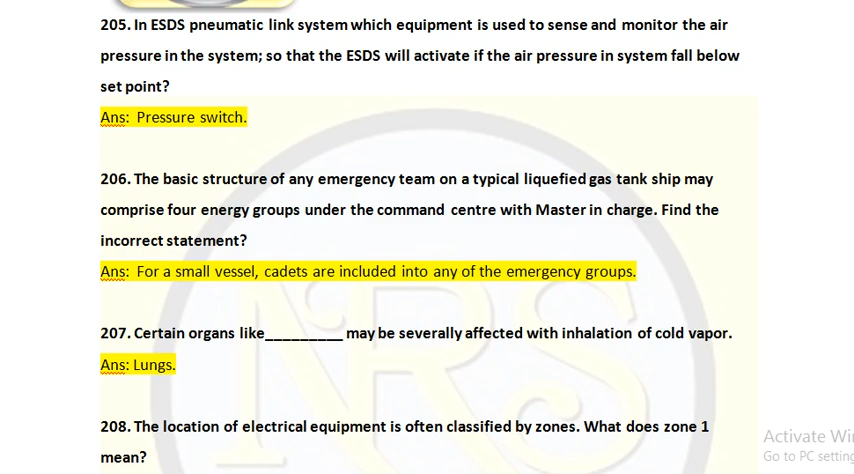 205. In ESDS pneumatic link system which equipment is used to sense and monitor the air
pressure in the system; so that the ESDS will activate if the air pressure in system fall below
set point?
Ans: Pressure switch.
206. The basic structure of any emergency team on a typical liquefied gas tank ship may
comprise four energy groups under the command centre with Master in charge. Find the
incorrect statement?
Ans: For a small vessel, cadets are included into any of the emergency groups.
207. Certain organs like_________ may be severally affected with inhalation of cold vapor.
Ans: Lungs.
208. The location of electrical equipment is often classified by zones. What does zone 1
mean?
NRS
Activate Wi
Go to PC setting